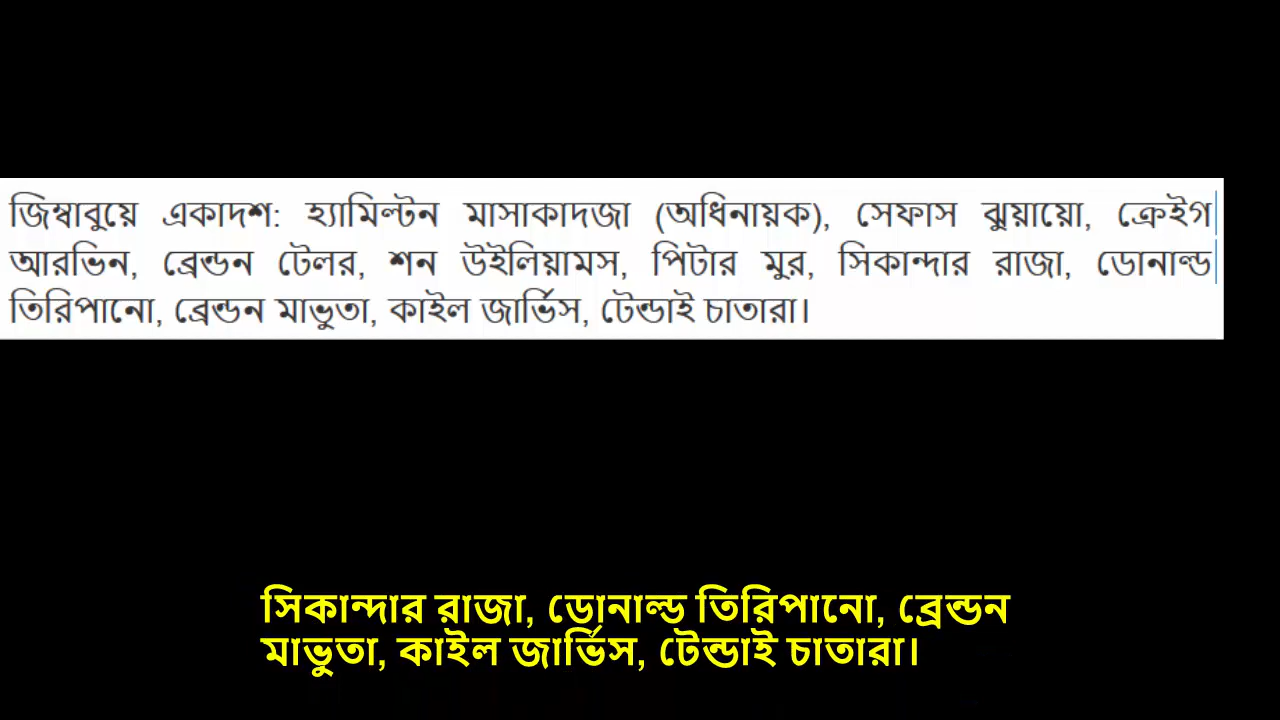 জিম্বাবুয়ে একাদশ: হ্যামিল্টন মাসাকাদজা (অধিনায়ক), সেফাস ঝুয়ায়ো, ক্রেইগ
আরভিন, ব্রেন্ডন টেলর, শন উইলিয়ামস, পিটার মুর, সিকান্দার রাজা, ডোনাল্ড
তিরিপানো, ব্রেন্ডন মাভুতা, কাইল জার্ভিস, টেন্ডাই চাতারা।
সিকান্দার রাজা, ডোনাল্ড তিরিপানো, ব্রেন্ডন
মাভুতা, কাইল জার্ভিস, টেন্ডাই চাতারা।